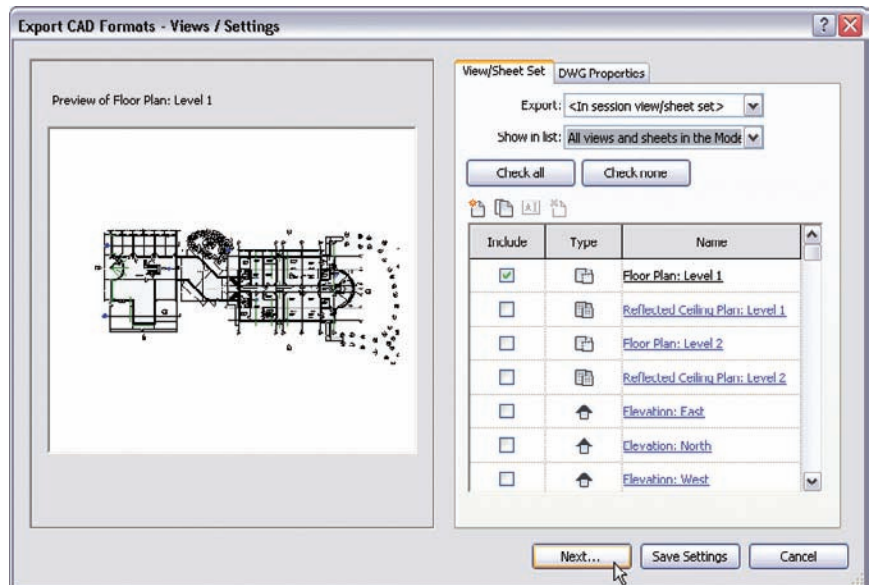 Export CAD Formats - Views / Settings
Preview of Floor Plan: Level 1
View/Sheet Set
DWG Properties
Export: <In session view/sheet set>
Show in list: All views and sheets in the Mode
Check all
Check none
Include Type Name
Floor Plan: Level 1
Reflected Ceiling Plan: Level 1
Floor Plan: Level 2
Reflected Ceiling Plan: Level 2
Elevation: East
Elevation: North
Elevation: West
Next...
Save Settings
Cancel